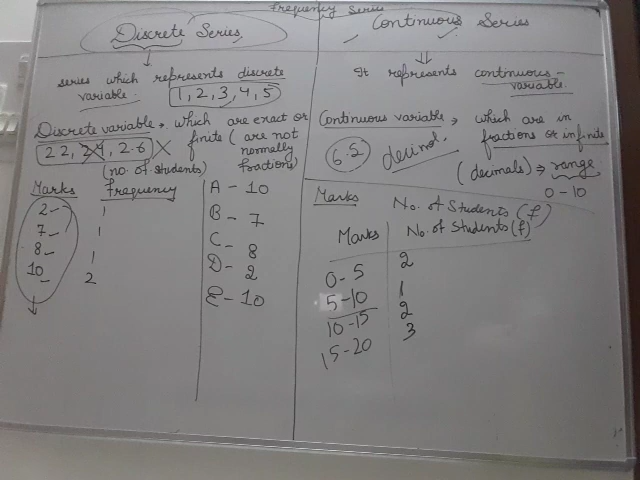 Frequency Series
Discrete Series
series which represents discrete
variable. 1, 2, 3, 4, 5
Discrete variable → which are exact or
finite (are not
normally
fractions)
2 2, 2.1, 2.6 X
(no. of students)
Marks Frequency
2 - 1
7 - 1
8 - 1
10 - 2
A - 10
B - 7
C - 8
D - 2
E - 10
Continuous Series
It represents continuous
variable.
Continuous variable → which are in
fractions or infinite
6.5 decimal.
(decimals) → range
0 - 10
Marks No. of Students (f)
Marks No. of Students (f)
0 - 5 2
5 - 10 1
10 - 15 2
15 - 20 3